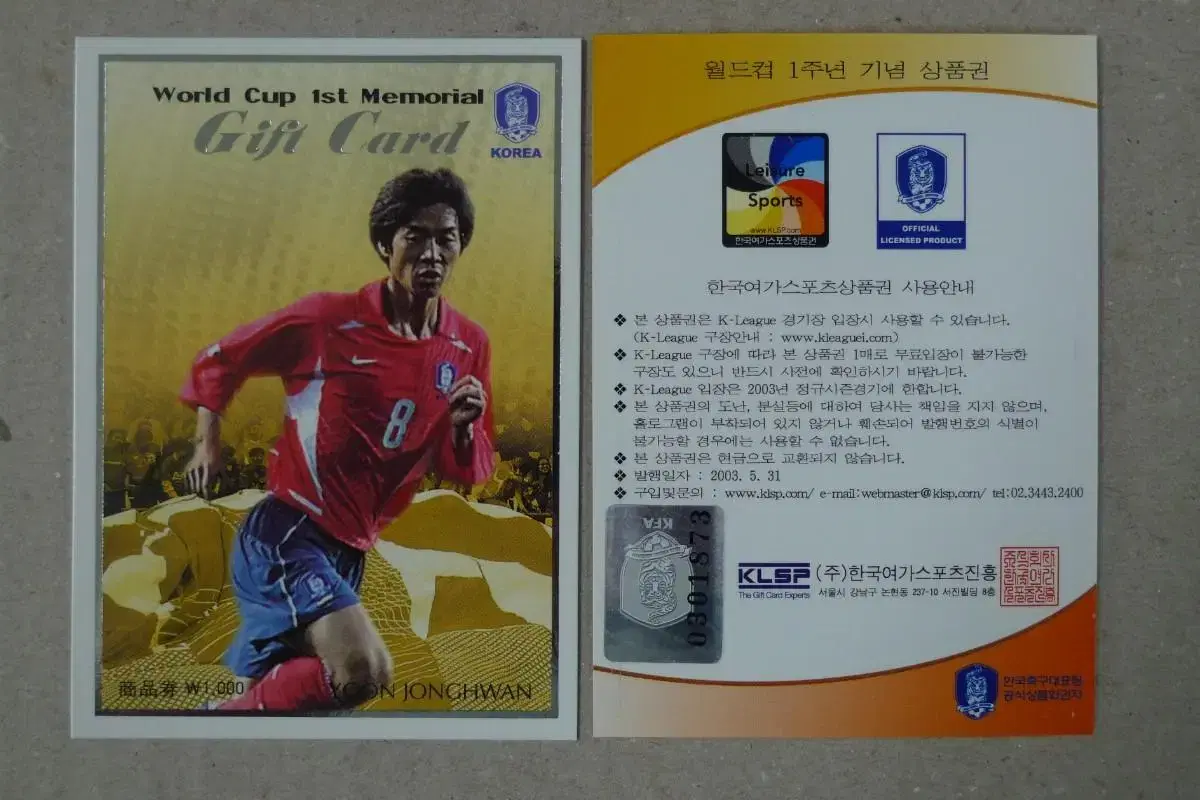 World Cup 1st Memorial
Gift Card
KOREA
8
商品券 ₩1,000
YOON JONGHWAN
월드컵 1주년 기념 상품권
Leisure
Sports
www.KLSP.com
한국여가스포츠상품권
OFFICIAL
LICENSED PRODUCT
한국여가스포츠상품권 사용안내
❖ 본 상품권은 K-League 경기장 입장시 사용할 수 있습니다.
(K-League 구장안내 : www.kleaguei.com)
❖ K-League 구장에 따라 본 상품권 1매로 무료입장이 불가능한
구장도 있으니 반드시 사전에 확인하시기 바랍니다.
❖ K-League 입장은 2003년 정규시즌경기에 한합니다.
❖ 본 상품권의 도난, 분실등에 대하여 당사는 책임을 지지 않으며,
홀로그램이 부착되어 있지 않거나 훼손되어 발행번호의 식별이
불가능할 경우에는 사용할 수 없습니다.
❖ 본 상품권은 현금으로 교환되지 않습니다.
❖ 발행일자 : 2003. 5. 31
❖ 구입및문의 : www.klsp.com/ e-mail:webmaster@klsp.com/ tel:02.3443.2400
KFA
0301873
KLSP (주)한국여가스포츠진흥
The Gift Card Experts 서울시 강남구 논현동 237-10 서진빌딩 8층
한국축구대표팀
공식상품화권자